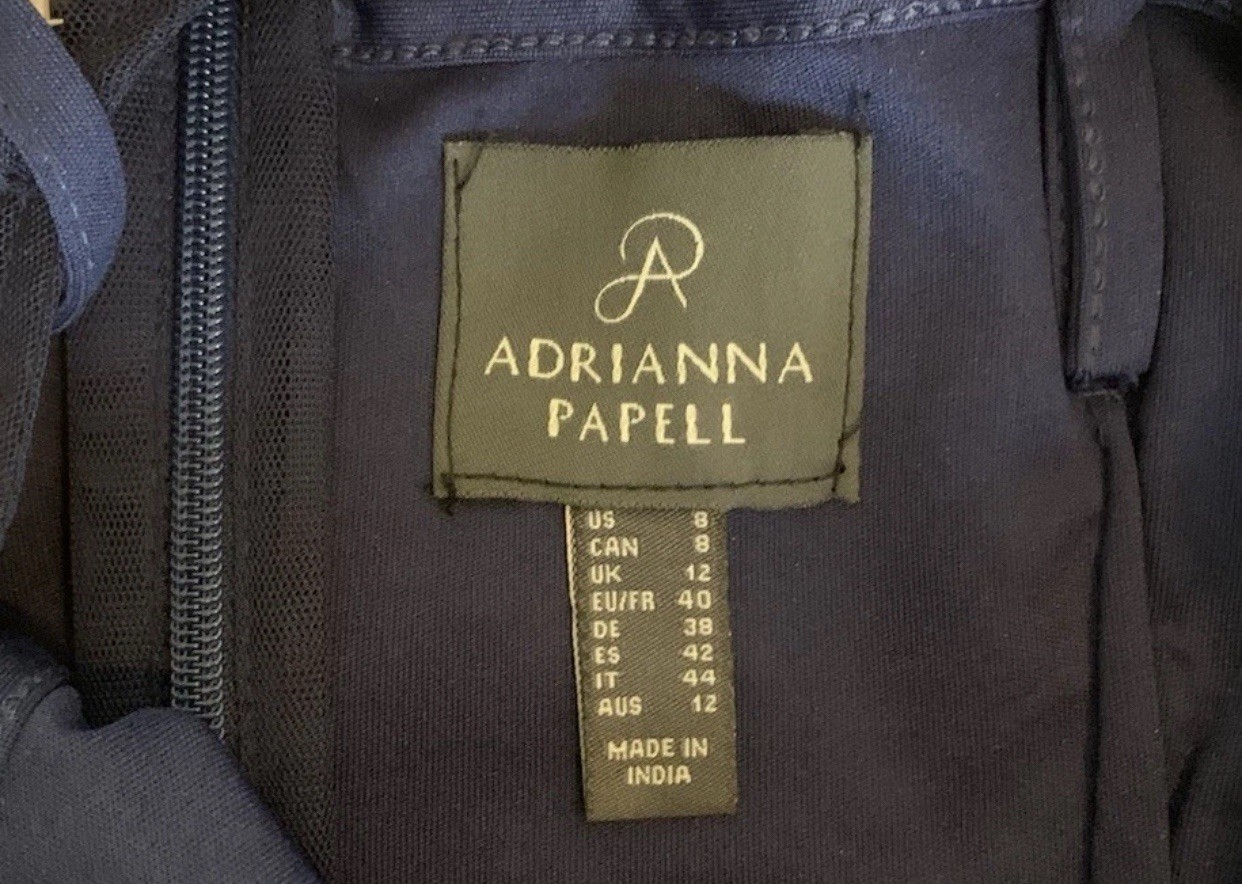 ADRIANNA
PAPELL
US 8
CAN 8
UK 12
EU/FR 40
DE 38
ES 42
IT 44
AUS 12
MADE IN
INDIA